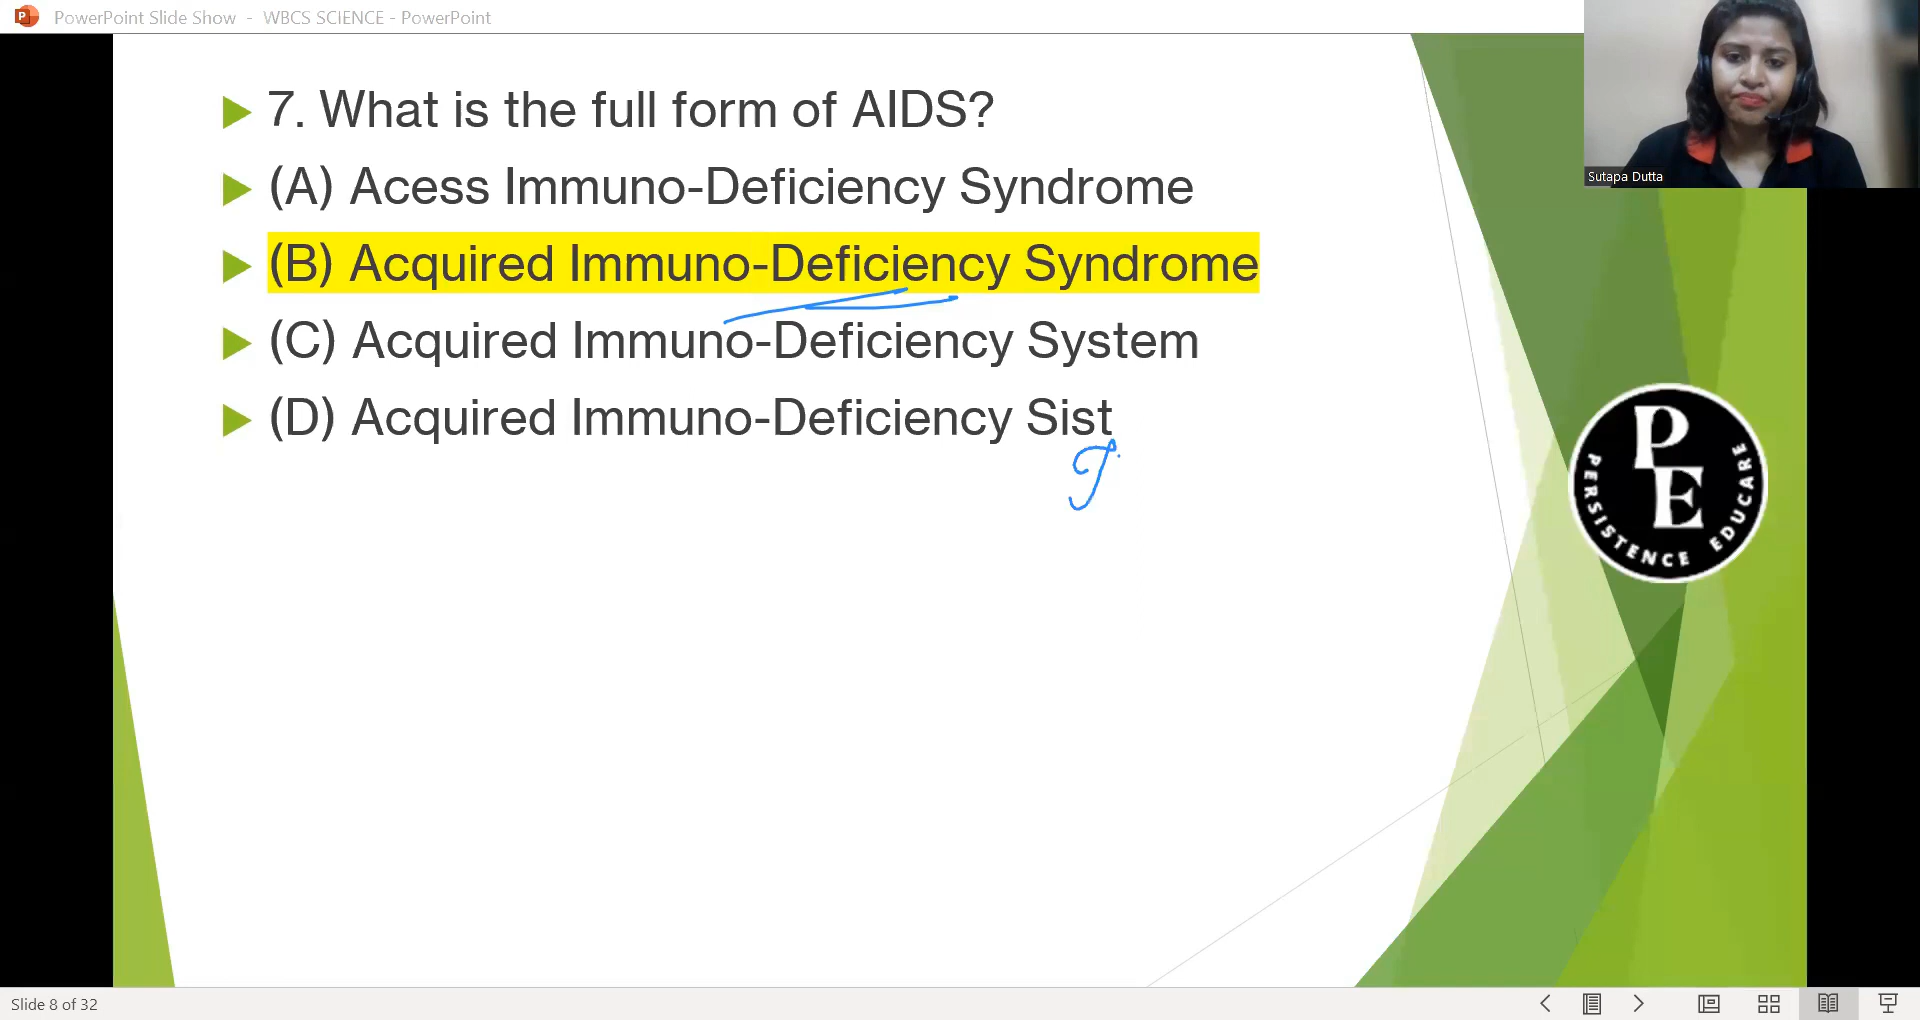 PowerPoint Slide Show - WBCS SCIENCE - PowerPoint
Sutapa Dutta
7. What is the full form of AIDS?
(A) Acess Immuno-Deficiency Syndrome
(B) Acquired Immuno-Deficiency Syndrome
(C) Acquired Immuno-Deficiency System
(D) Acquired Immuno-Deficiency Sist
P
E
PERSISTENCE EDUCARE
Slide 8 of 32